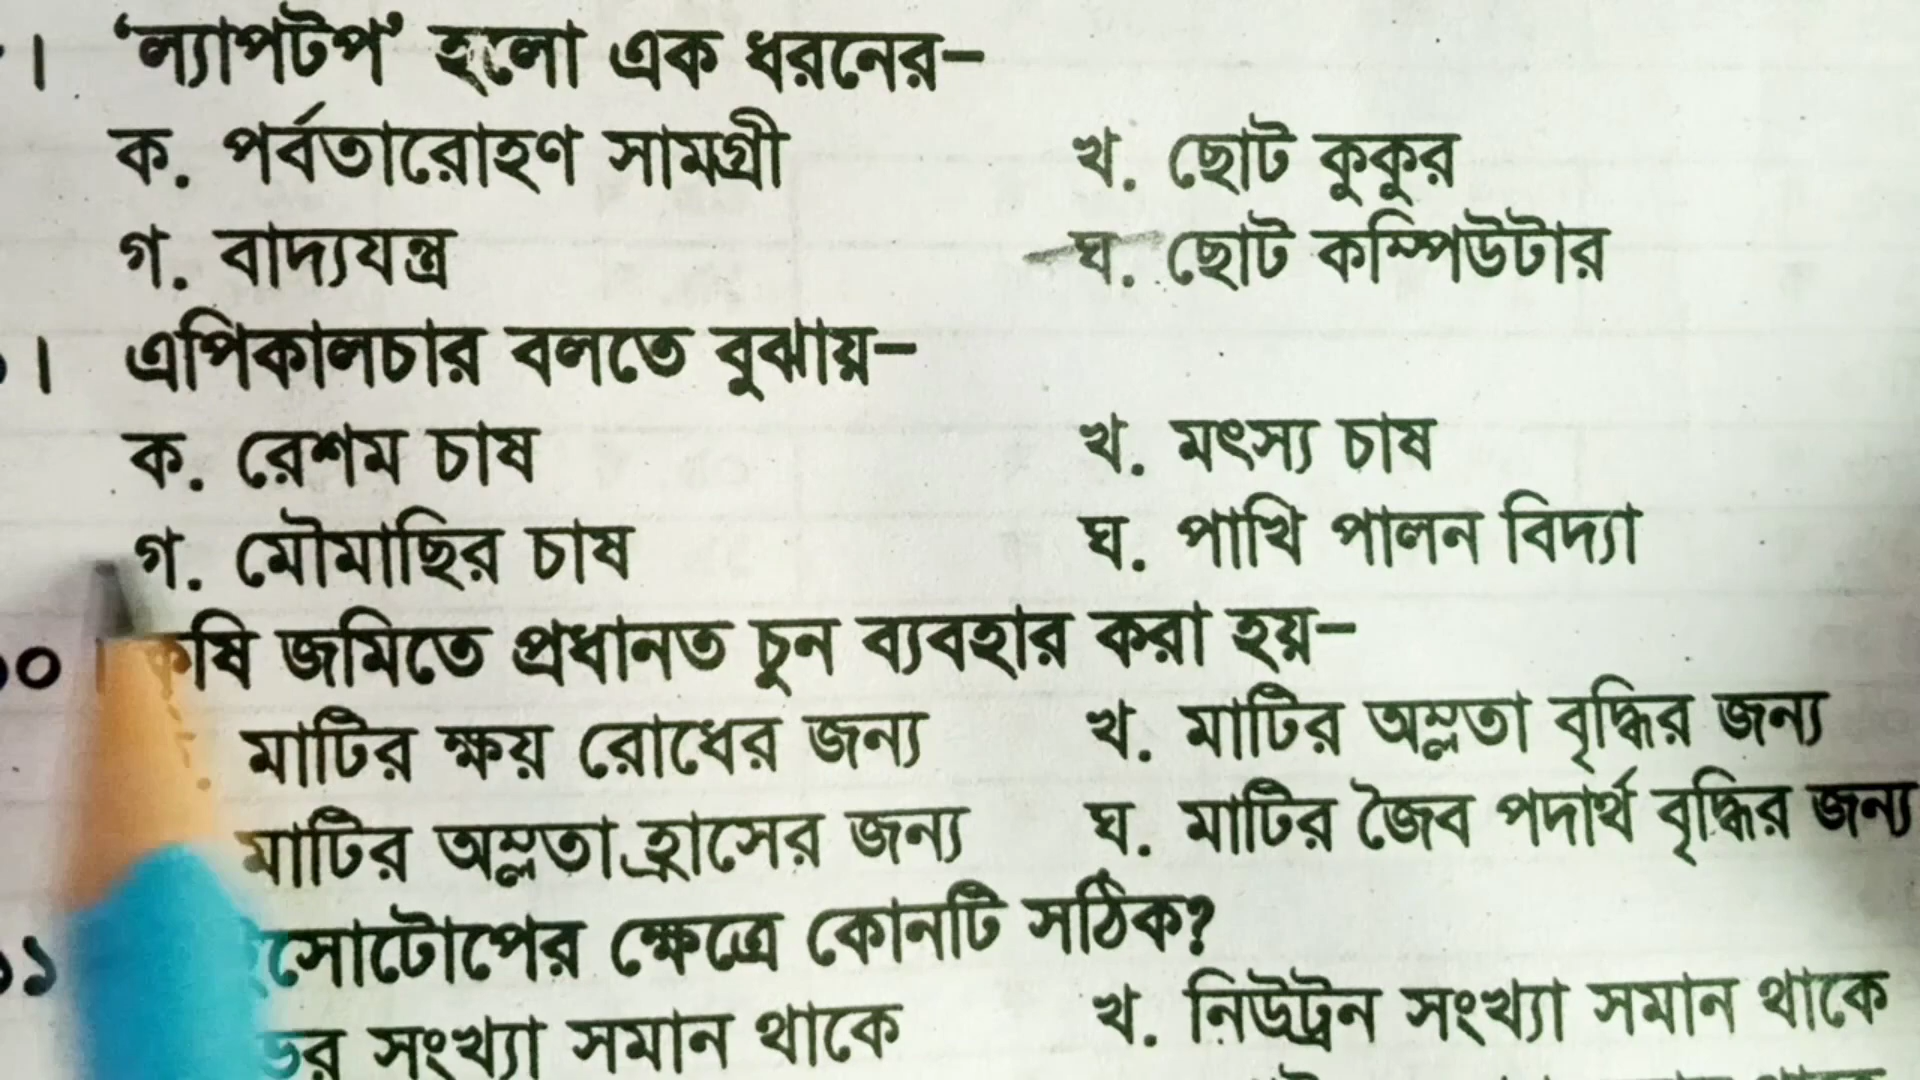 । ‘ল্যাপটপ’ হলো এক ধরনের–
ক. পর্বতারোহণ সামগ্রী খ. ছোট কুকুর
গ. বাদ্যযন্ত্র ঘ. ছোট কম্পিউটার
। এপিকালচার বলতে বুঝায়–
ক. রেশম চাষ খ. মৎস্য চাষ
গ. মৌমাছির চাষ ঘ. পাখি পালন বিদ্যা
০। কৃষি জমিতে প্রধানত চুন ব্যবহার করা হয়–
মাটির ক্ষয় রোধের জন্য খ. মাটির অম্লতা বৃদ্ধির জন্য
মাটির অম্লতা হ্রাসের জন্য ঘ. মাটির জৈব পদার্থ বৃদ্ধির জন্য
১ সোটোপের ক্ষেত্রে কোনটি সঠিক?
সংখ্যা সমান থাকে খ. নিউট্রন সংখ্যা সমান থাকে